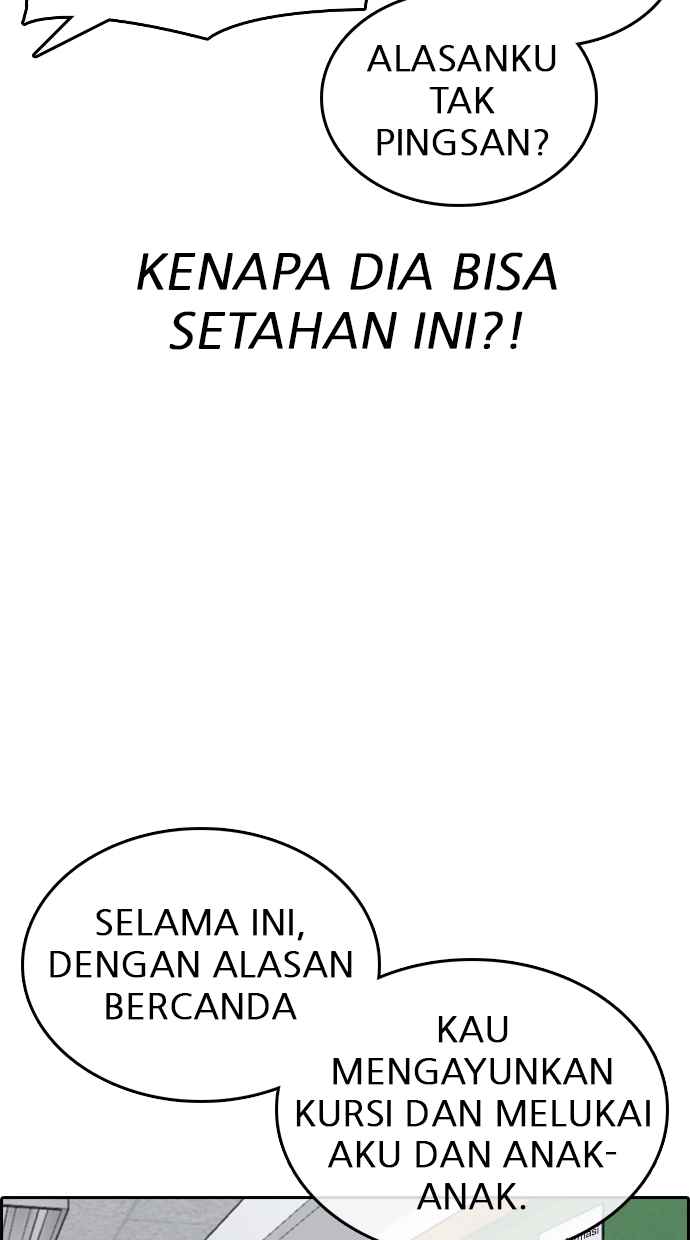 ALASANKU
TAK
PINGSAN?
KENAPA DIA BISA
SETAHAN INI?!
SELAMA INI,
DENGAN ALASAN
BERCANDA
KAU
MENGAYUNKAN
KURSI DAN MELUKAI
AKU DAN ANAK-
ANAK.